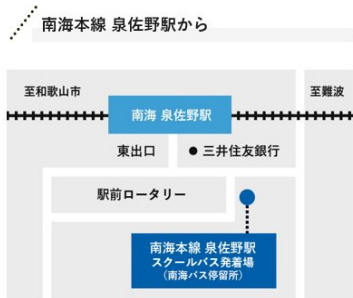 南海本線 泉佐野駅から
至和歌山市
至難波
南海 泉佐野駅
東出口
● 三井住友銀行
駅前ロータリー
南海本線 泉佐野駅
スクールバス発着場
(南海バス停留所)